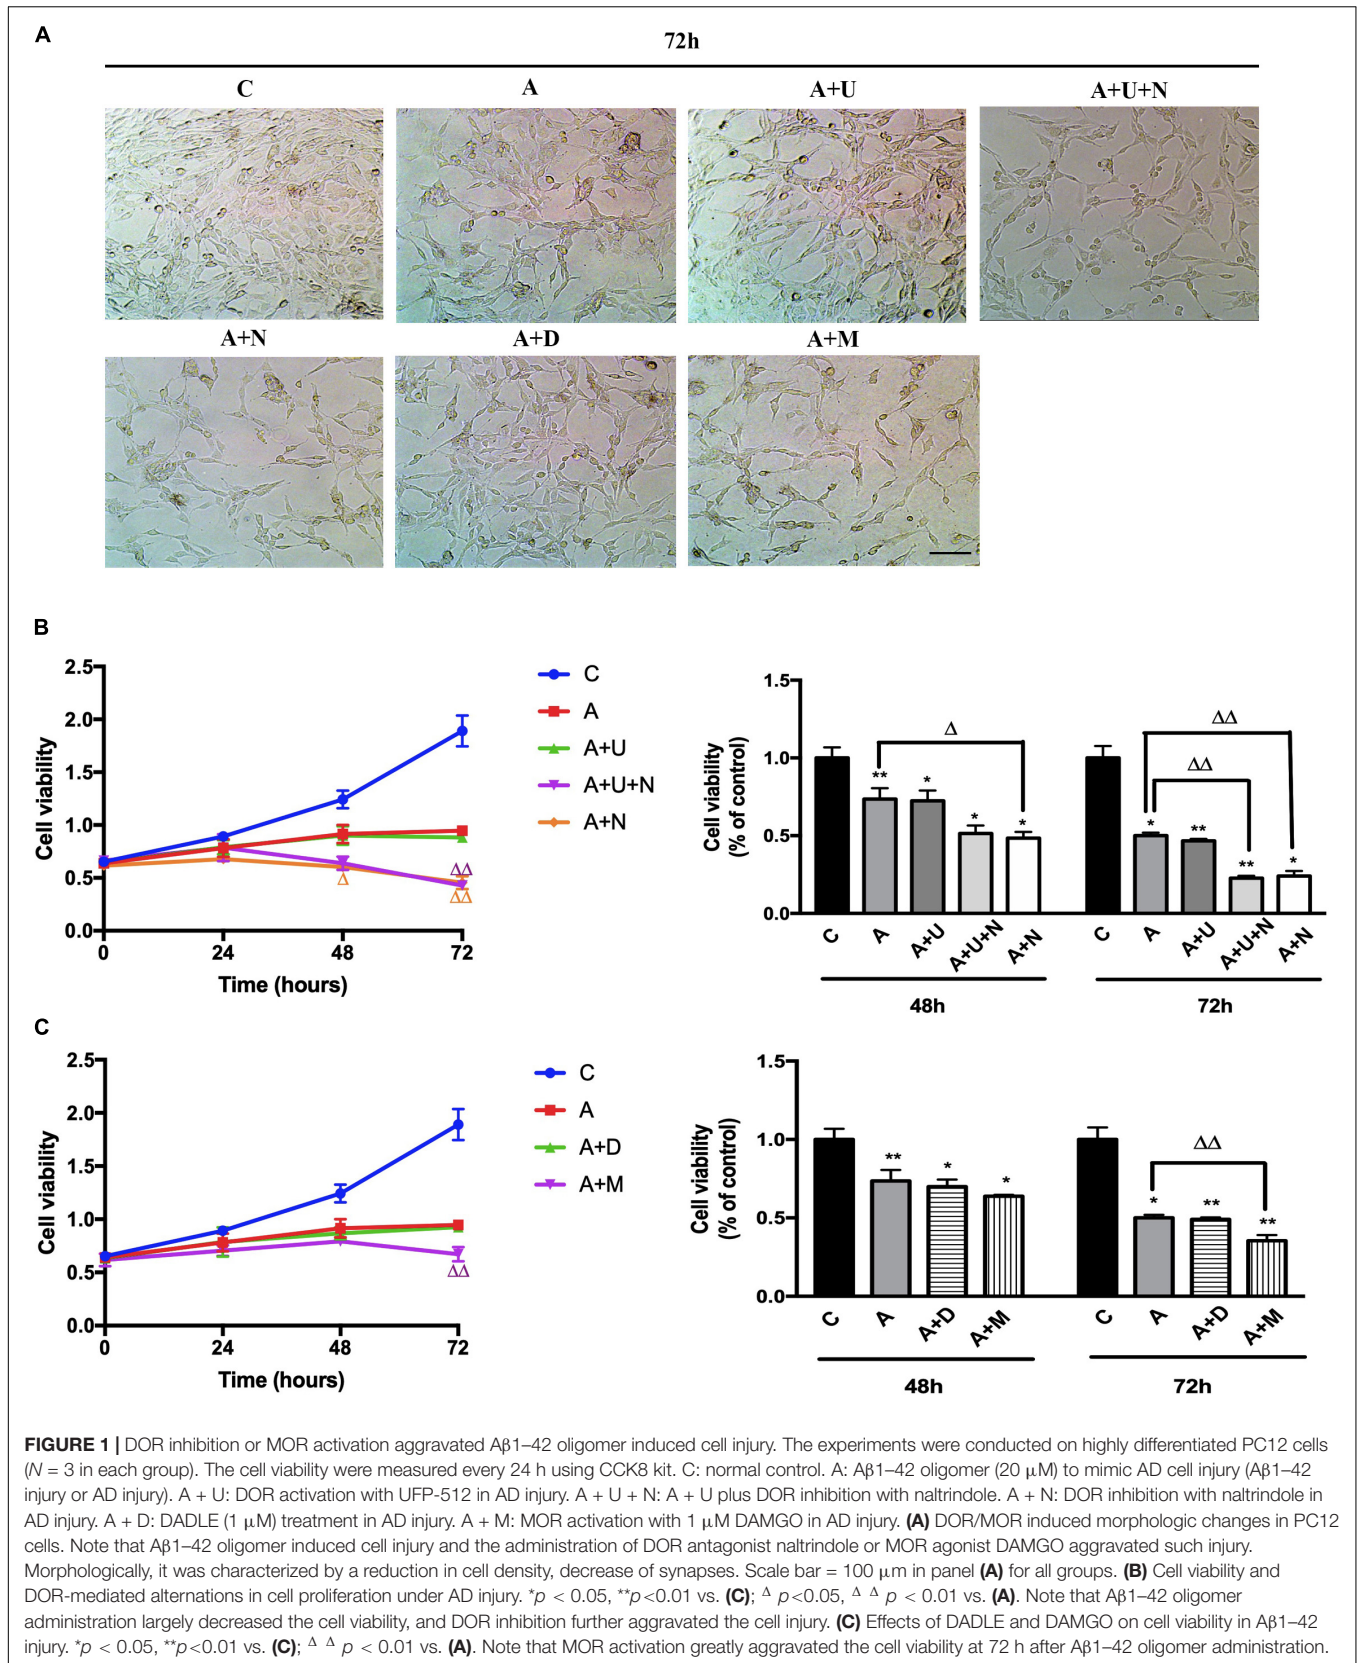 A
72h
C
A
A+U
A+U+N
A+N
A+D
A+M
B
2.5
2.0
1.5
1.0
0.5
0.0
Cell viability
0
24
48
72
Time (hours)
Δ
ΔΔ
ΔΔ
C
A
A+U
A+U+N
A+N
1.5
1.0
0.5
0.0
Cell viability
(% of control)
**
*
*
*
Δ
*
**
**
*
ΔΔ
ΔΔ
C
A
A+U
A+U+N
A+N
C
A
A+U
A+U+N
A+N
48h
72h
C
2.5
2.0
1.5
1.0
0.5
0.0
Cell viability
0
24
48
72
Time (hours)
ΔΔ
C
A
A+D
A+M
1.5
1.0
0.5
0.0
Cell viability
(% of control)
**
*
*
*
**
**
ΔΔ
C
A
A+D
A+M
C
A
A+D
A+M
48h
72h
FIGURE 1 | DOR inhibition or MOR activation aggravated Aβ1–42 oligomer induced cell injury. The experiments were conducted on highly differentiated PC12 cells
(N = 3 in each group). The cell viability were measured every 24 h using CCK8 kit. C: normal control. A: Aβ1–42 oligomer (20 μM) to mimic AD cell injury (Aβ1–42
injury or AD injury). A + U: DOR activation with UFP-512 in AD injury. A + U + N: A + U plus DOR inhibition with naltrindole. A + N: DOR inhibition with naltrindole in
AD injury. A + D: DADLE (1 μM) treatment in AD injury. A + M: MOR activation with 1 μM DAMGO in AD injury. (A) DOR/MOR induced morphologic changes in PC12
cells. Note that Aβ1–42 oligomer induced cell injury and the administration of DOR antagonist naltrindole or MOR agonist DAMGO aggravated such injury.
Morphologically, it was characterized by a reduction in cell density, decrease of synapses. Scale bar = 100 μm in panel (A) for all groups. (B) Cell viability and
DOR-mediated alternations in cell proliferation under AD injury. *p < 0.05, **p<0.01 vs. (C); Δ p<0.05, Δ Δ p < 0.01 vs. (A). Note that Aβ1–42 oligomer
administration largely decreased the cell viability, and DOR inhibition further aggravated the cell injury. (C) Effects of DADLE and DAMGO on cell viability in Aβ1–42
injury. *p < 0.05, **p<0.01 vs. (C); Δ Δ p < 0.01 vs. (A). Note that MOR activation greatly aggravated the cell viability at 72 h after Aβ1–42 oligomer administration.